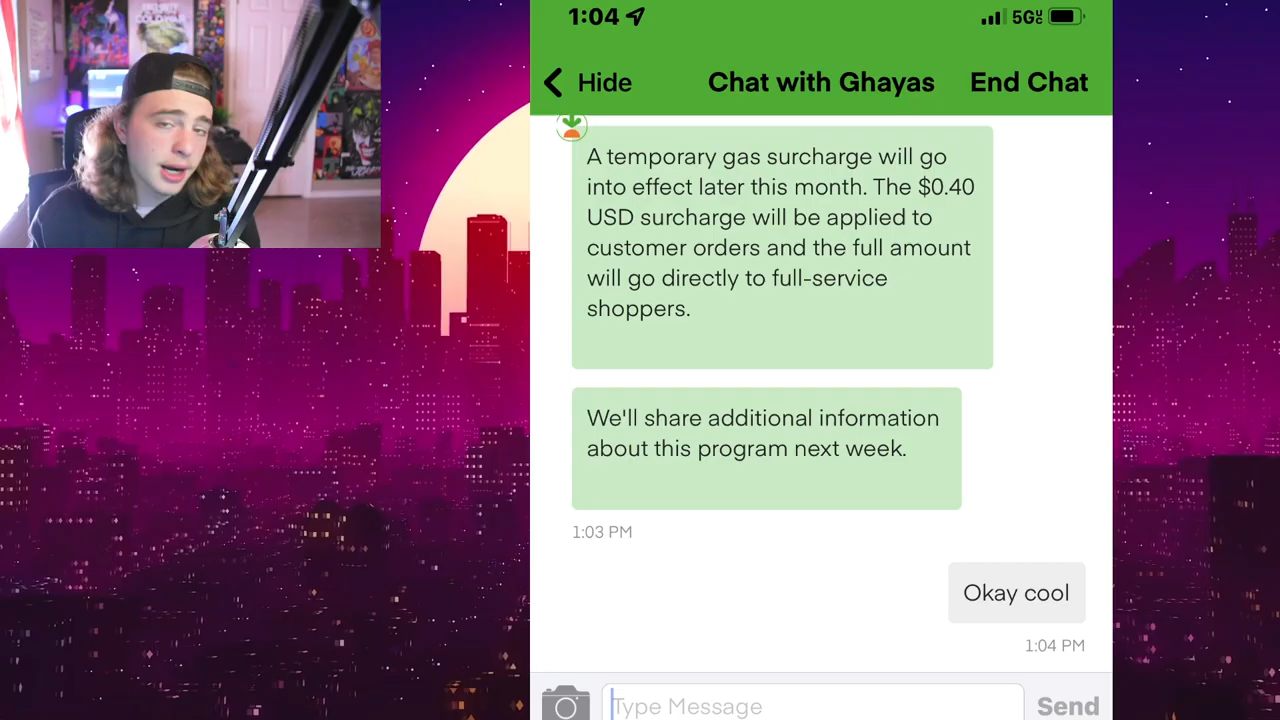 1:04
5G UC
Hide
Chat with Ghayas
End Chat
A temporary gas surcharge will go
into effect later this month. The $0.40
USD surcharge will be applied to
customer orders and the full amount
will go directly to full-service
shoppers.
We'll share additional information
about this program next week.
1:03 PM
Okay cool
1:04 PM
Type Message
Send